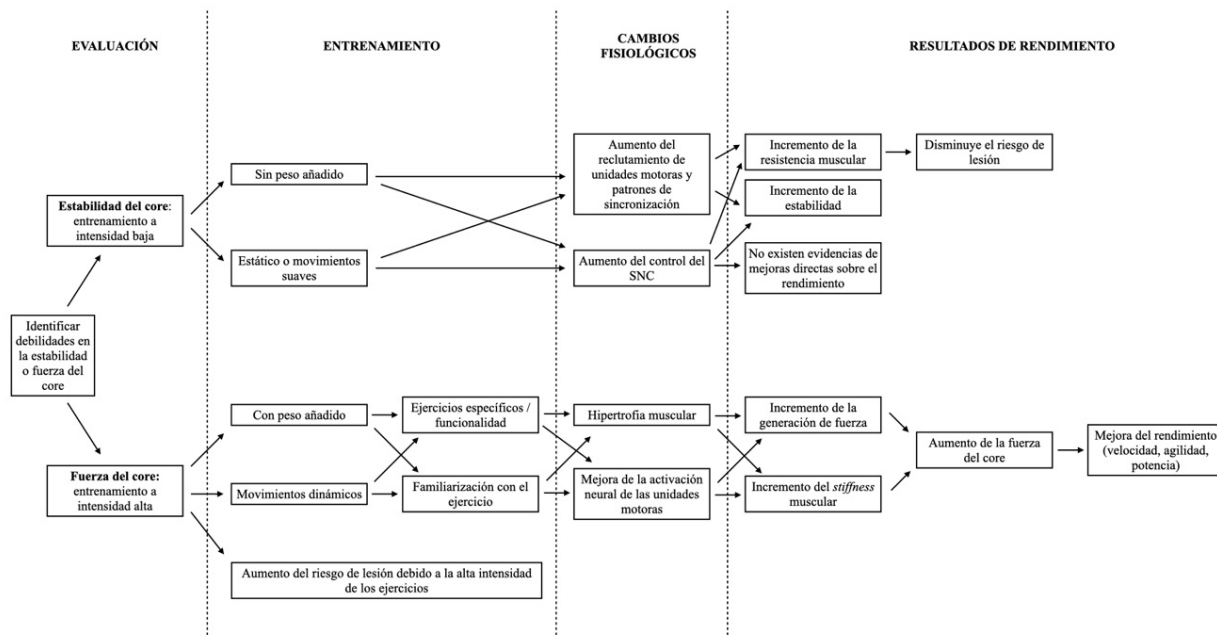 EVALUACIÓN
ENTRENAMIENTO
CAMBIOS
FISIOLÓGICOS
RESULTADOS DE RENDIMIENTO
Identificar
debilidades en
la estabilidad
o fuerza del
core
Estabilidad del core:
entrenamiento a
intensidad baja
Sin peso añadido
Estático o movimientos
suaves
Aumento del
reclutamiento de
unidades motoras y
patrones de
sincronización
Aumento del control del
SNC
Incremento de la
resistencia muscular
Disminuye el riesgo de
lesión
Incremento de la
estabilidad
No existen evidencias de
mejoras directas sobre el
rendimiento
Fuerza del core:
entrenamiento a
intensidad alta
Con peso añadido
Movimientos dinámicos
Aumento del riesgo de lesión debido a la alta intensidad
de los ejercicios
Ejercicios específicos /
funcionalidad
Familiarización con el
ejercicio
Hipertrofia muscular
Mejora de la activación
neural de las unidades
motoras
Incremento de la
generación de fuerza
Incremento del stiffness
muscular
Aumento de la fuerza
del core
Mejora del rendimiento
(velocidad, agilidad,
potencia)